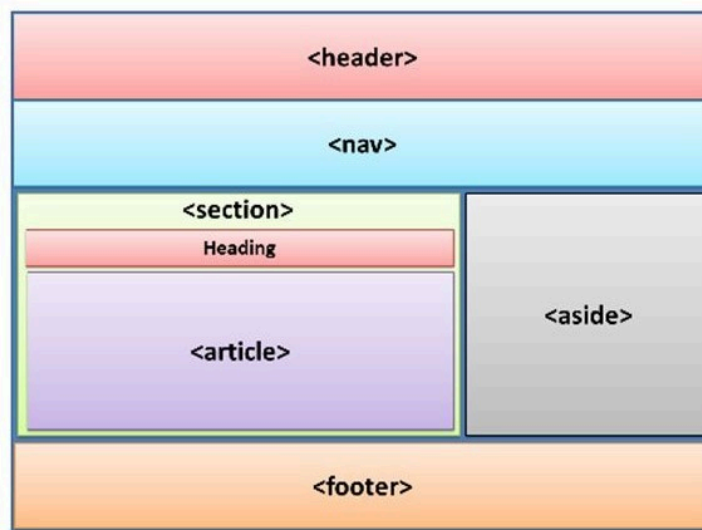 <header>
<nav>
<section>
Heading
<article>
<aside>
<footer>